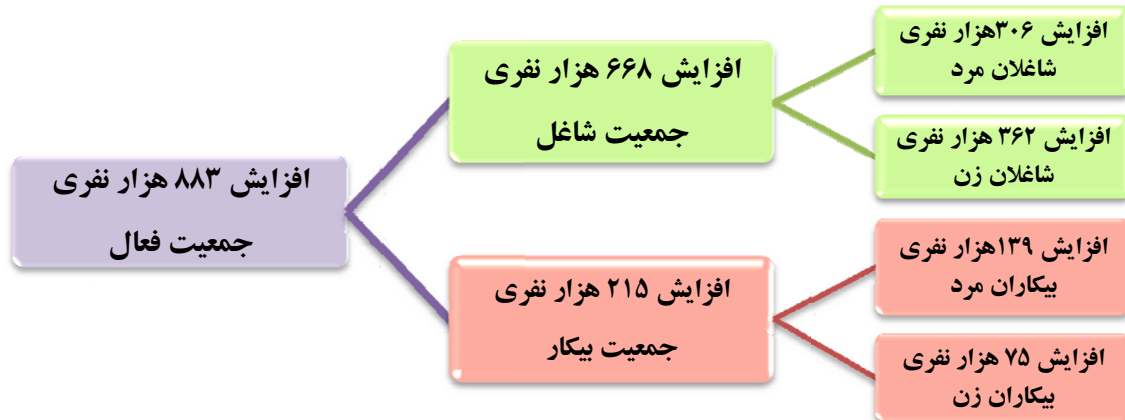 افزایش ۸۸۳ هزار نفری
جمعیت فعال
افزایش ۶۶۸ هزار نفری
جمعیت شاغل
افزایش ۳۰۶هزار نفری
شاغلان مرد
افزایش ۳۶۲ هزار نفری
شاغلان زن
افزایش ۲۱۵ هزار نفری
جمعیت بیکار
افزایش ۱۳۹هزار نفری
بیکاران مرد
افزایش ۷۵ هزار نفری
بیکاران زن